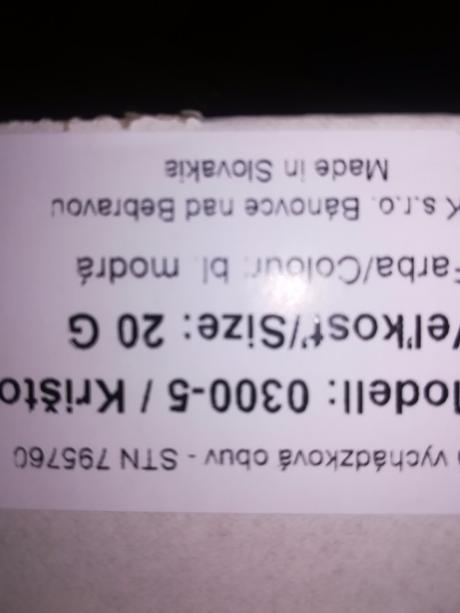 vychádzková obuv - STN 795760
Modell: 0300-5 / Krišto
Veľkosť/Size: 20 G
Farba/Colour: bl. modrá
K s.r.o. Bánovce nad Bebravou
Made in Slovakia